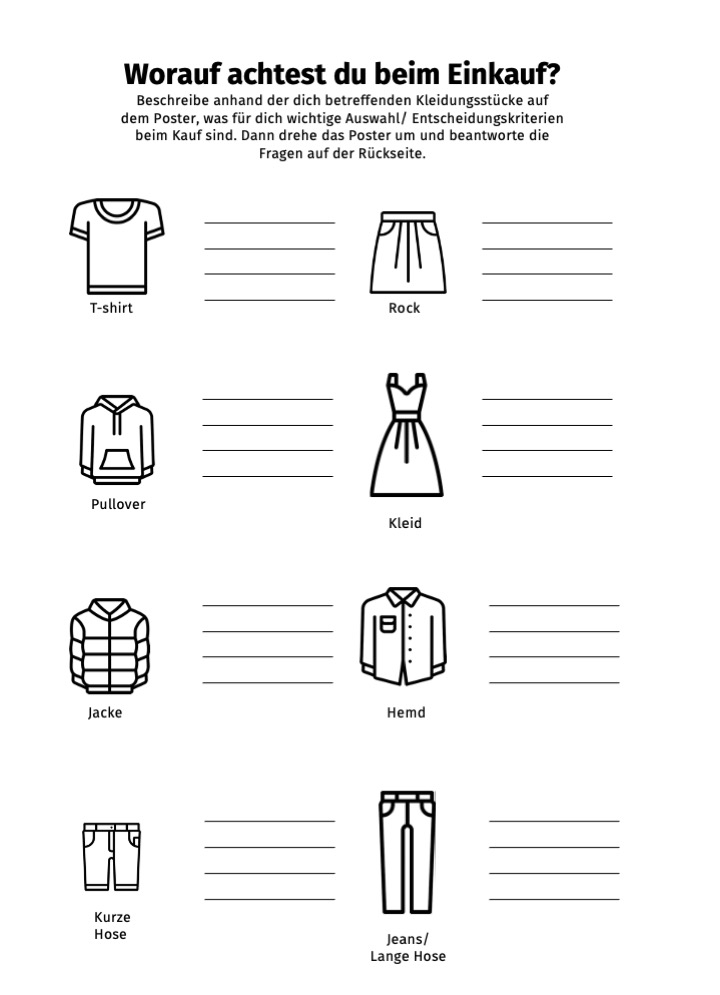 Worauf achtest du beim Einkauf?
Beschreibe anhand der dich betreffenden Kleidungsstücke auf
dem Poster, was für dich wichtige Auswahl/ Entscheidungskriterien
beim Kauf sind. Dann drehe das Poster um und beantworte die
Fragen auf der Rückseite.
T-shirt
Rock
Pullover
Kleid
Jacke
Hemd
Kurze
Hose
Jeans/
Lange Hose